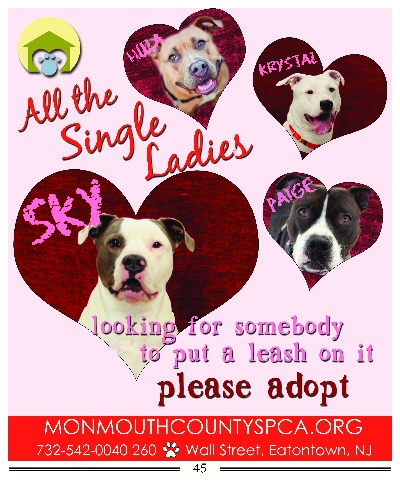 KRYSTAL
All the
Single
Ladies
SKY
PAIGE
looking for somebody
to put a leash on it
please adopt
MONMOUTHCOUNTYSPCA.ORG
732-542-0040 260 Wall Street, Eatontown, NJ
45